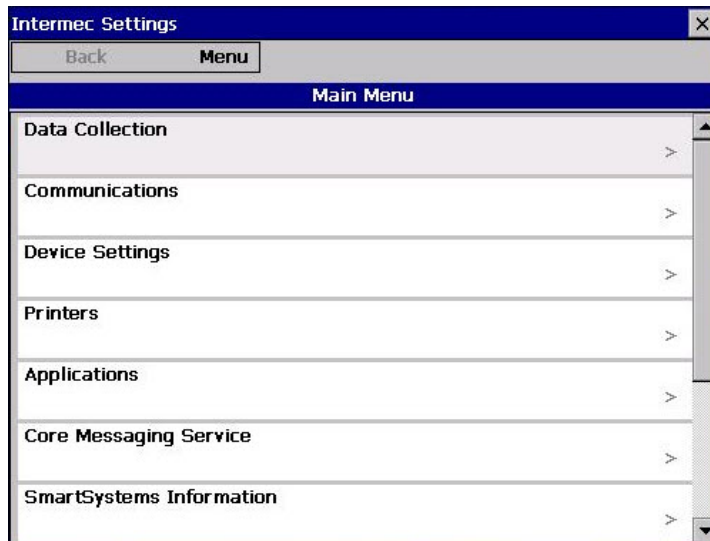 Intermec Settings
Back Menu
Main Menu
Data Collection
>
Communications
>
Device Settings
>
Printers
>
Applications
>
Core Messaging Service
>
SmartSystems Information
>